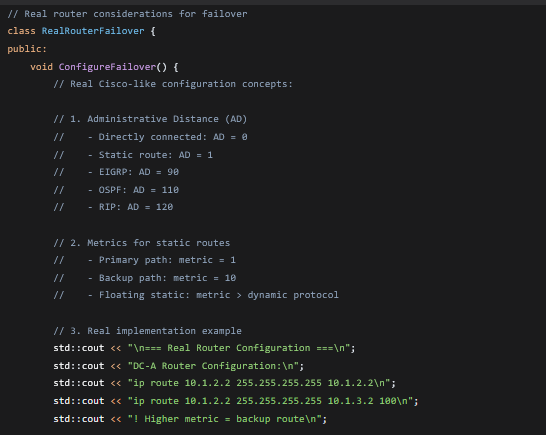 // Real router considerations for failover
class RealRouterFailover {
public:
    void ConfigureFailover() {
        // Real Cisco-like configuration concepts:

        // 1. Administrative Distance (AD)
        //    - Directly connected: AD = 0
        //    - Static route: AD = 1
        //    - EIGRP: AD = 90
        //    - OSPF: AD = 110
        //    - RIP: AD = 120

        // 2. Metrics for static routes
        //    - Primary path: metric = 1
        //    - Backup path: metric = 10
        //    - Floating static: metric > dynamic protocol

        // 3. Real implementation example
        std::cout << "\n=== Real Router Configuration ===\n";
        std::cout << "DC-A Router Configuration:\n";
        std::cout << "ip route 10.1.2.2 255.255.255.255 10.1.2.2\n";
        std::cout << "ip route 10.1.2.2 255.255.255.255 10.1.3.2 100\n";
        std::cout << "! Higher metric = backup route\n";